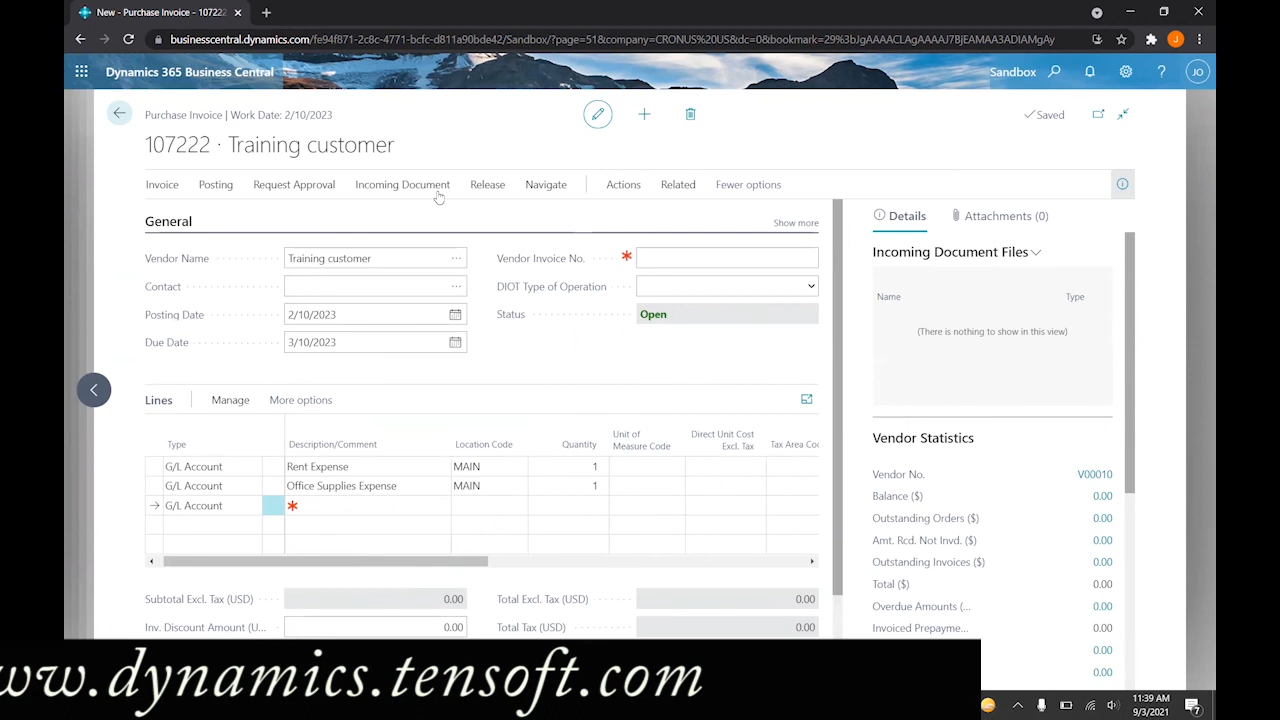 New - Purchase Invoice - 107222
businesscentral.dynamics.com/fe94f871-2c8c-4771-bcfc-d811a90bde42/Sandbox/?page=51&company=CRONUS%20US&dc=0&bookmark=29%3bJgAAAACLAgAAAAJ7BjEAMAA3ADIAMgAy
J
Dynamics 365 Business Central
Sandbox
?
JO
Purchase Invoice | Work Date: 2/10/2023
Saved
107222 · Training customer
Invoice Posting Request Approval Incoming Document Release Navigate Actions Related Fewer options
General
Show more
Vendor Name Training customer
Contact
Posting Date 2/10/2023
Due Date 3/10/2023
Vendor Invoice No. *
DIOT Type of Operation
Status Open
Lines Manage More options
Type Description/Comment Location Code Quantity Unit of Measure Code Direct Unit Cost Excl. Tax Tax Area Co
G/L Account Rent Expense MAIN 1
G/L Account Office Supplies Expense MAIN 1
G/L Account *
Subtotal Excl. Tax (USD) 0.00
Total Excl. Tax (USD) 0.00
Inv. Discount Amount (U... 0.00
Total Tax (USD) 0.00
Details Attachments (0)
Incoming Document Files
Name Type
(There is nothing to show in this view)
Vendor Statistics
Vendor No. V00010
Balance ($) 0.00
Outstanding Orders ($) 0.00
Amt. Rcd. Not Invd. ($) 0.00
Outstanding Invoices ($) 0.00
Total ($) 0.00
Overdue Amounts (... 0.00
Invoiced Prepayme... 0.00
0.00
0.00
ww.dynamics.tensoft.com
11:39 AM
9/3/2021
7